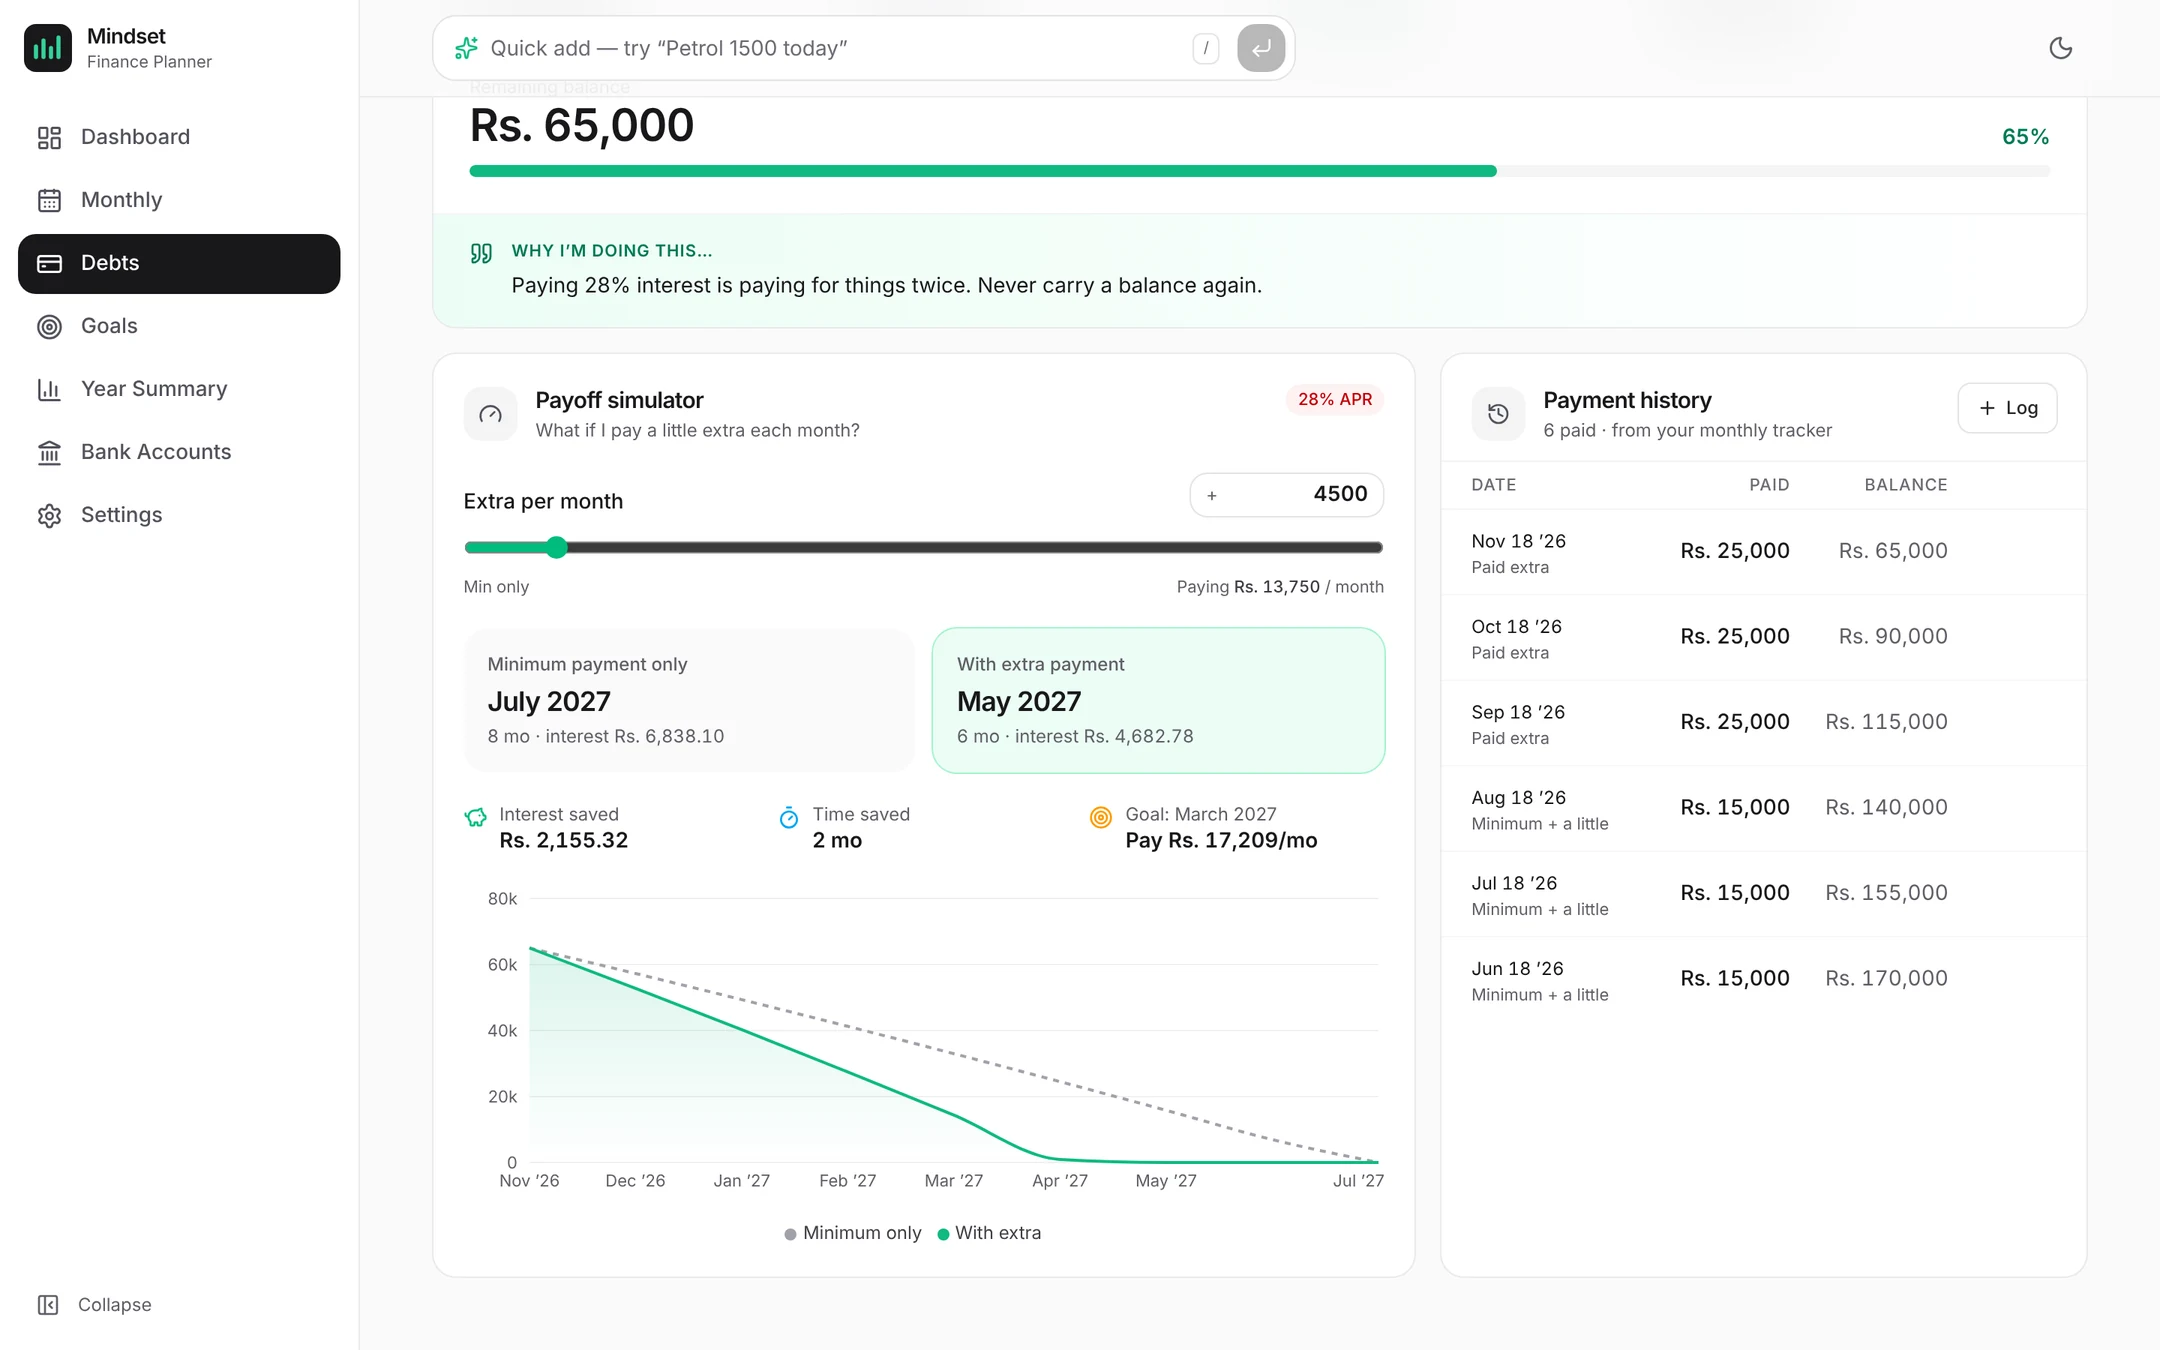 Mindset
Finance Planner
Dashboard
Monthly
Debts
Goals
Year Summary
Bank Accounts
Settings
Collapse
Quick add — try “Petrol 1500 today”
/
Remaining balance
Rs. 65,000
65%
WHY I’M DOING THIS...
Paying 28% interest is paying for things twice. Never carry a balance again.
Payoff simulator
What if I pay a little extra each month?
28% APR
Extra per month
+ 4500
Min only
Paying Rs. 13,750 / month
Minimum payment only
July 2027
8 mo · interest Rs. 6,838.10
With extra payment
May 2027
6 mo · interest Rs. 4,682.78
Interest saved
Rs. 2,155.32
Time saved
2 mo
Goal: March 2027
Pay Rs. 17,209/mo
80k
60k
40k
20k
0
Nov ’26 Dec ’26 Jan ’27 Feb ’27 Mar ’27 Apr ’27 May ’27 Jul ’27
Minimum only With extra
Payment history
6 paid · from your monthly tracker
+ Log
DATE PAID BALANCE
Nov 18 ’26 Rs. 25,000 Rs. 65,000
Paid extra
Oct 18 ’26 Rs. 25,000 Rs. 90,000
Paid extra
Sep 18 ’26 Rs. 25,000 Rs. 115,000
Paid extra
Aug 18 ’26 Rs. 15,000 Rs. 140,000
Minimum + a little
Jul 18 ’26 Rs. 15,000 Rs. 155,000
Minimum + a little
Jun 18 ’26 Rs. 15,000 Rs. 170,000
Minimum + a little